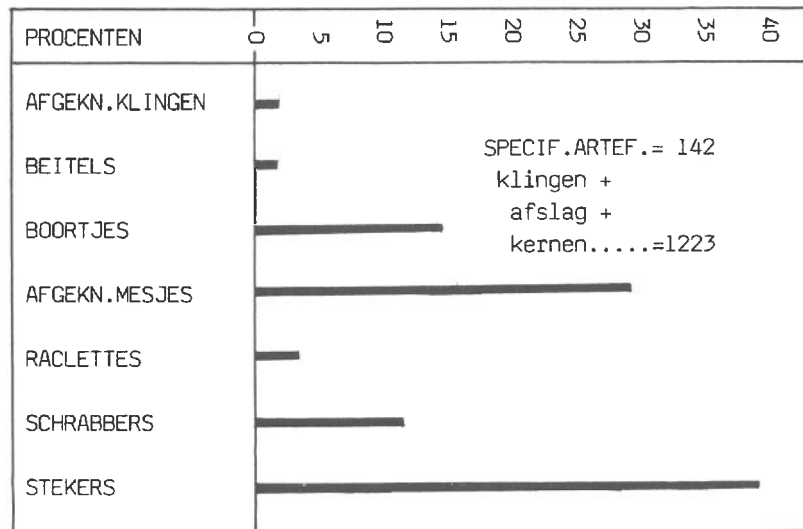 PROCENTEN 0 5 10 15 20 25 30 35 40
AFGEKN.KLINGEN
SPECIF.ARTEF.= 142
BEITELS
klingen +
afslag +
BOORTJES
kernen.....=1223
AFGEKN.MESJES
RACLETTES
SCHRABBERS
STEKERS